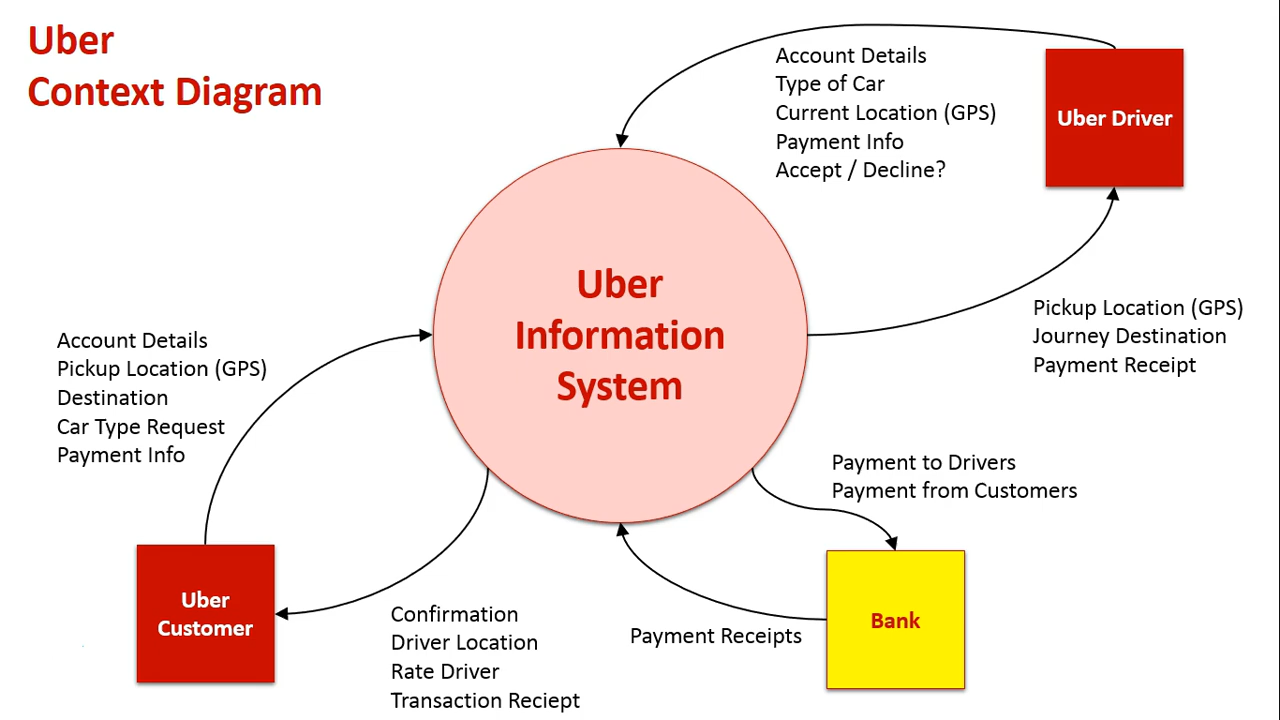 Uber
Context Diagram
Account Details
Type of Car
Current Location (GPS)
Payment Info
Accept / Decline?
Uber Driver
Uber
Information
System
Pickup Location (GPS)
Journey Destination
Payment Receipt
Account Details
Pickup Location (GPS)
Destination
Car Type Request
Payment Info
Payment to Drivers
Payment from Customers
Uber
Customer
Confirmation
Driver Location
Rate Driver
Transaction Reciept
Payment Receipts
Bank